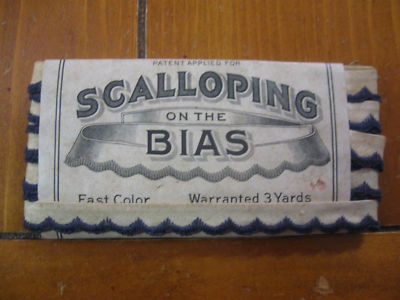 PATENT APPLIED FOR
SCALLOPING
ON THE
BIAS
Fast Color Warranted 3 Yards